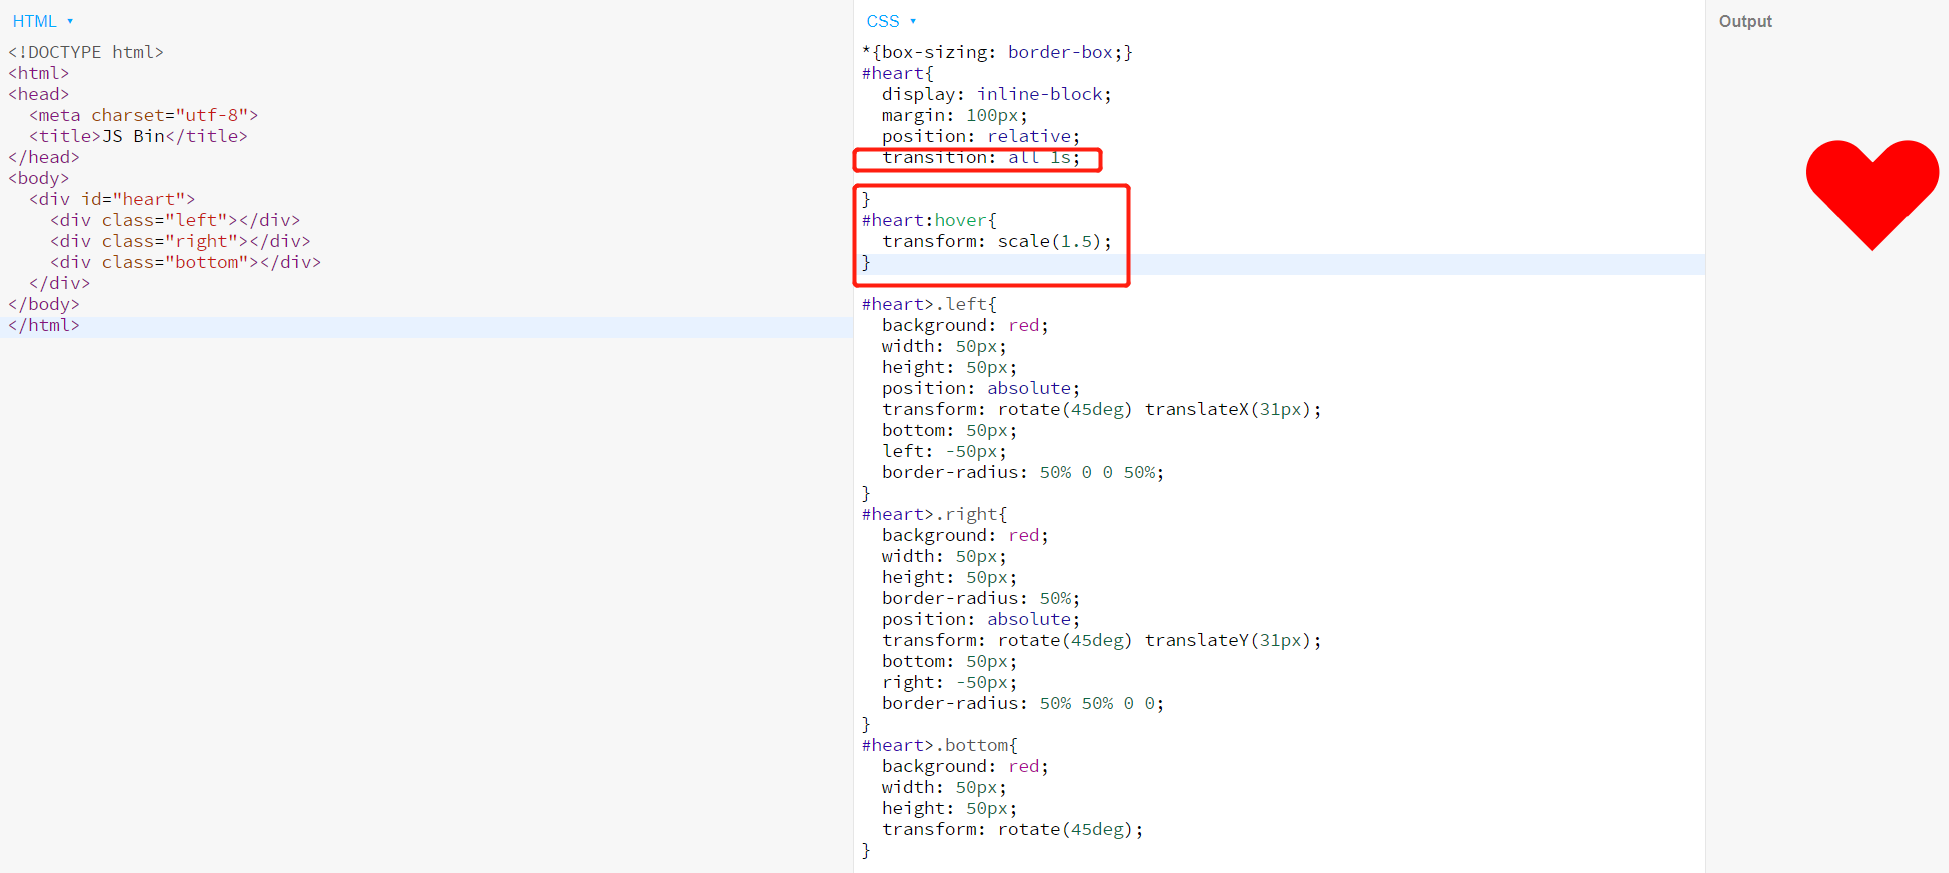 HTML ▾
<!DOCTYPE html>
<html>
<head>
  <meta charset="utf-8">
  <title>JS Bin</title>
</head>
<body>
  <div id="heart">
    <div class="left"></div>
    <div class="right"></div>
    <div class="bottom"></div>
  </div>
</body>
</html>
CSS ▾
*{box-sizing: border-box;}
#heart{
  display: inline-block;
  margin: 100px;
  position: relative;
  transition: all 1s;
}
#heart:hover{
  transform: scale(1.5);
}
#heart>.left{
  background: red;
  width: 50px;
  height: 50px;
  position: absolute;
  transform: rotate(45deg) translateX(31px);
  bottom: 50px;
  left: -50px;
  border-radius: 50% 0 0 50%;
}
#heart>.right{
  background: red;
  width: 50px;
  height: 50px;
  border-radius: 50%;
  position: absolute;
  transform: rotate(45deg) translateY(31px);
  bottom: 50px;
  right: -50px;
  border-radius: 50% 50% 0 0;
}
#heart>.bottom{
  background: red;
  width: 50px;
  height: 50px;
  transform: rotate(45deg);
}
Output